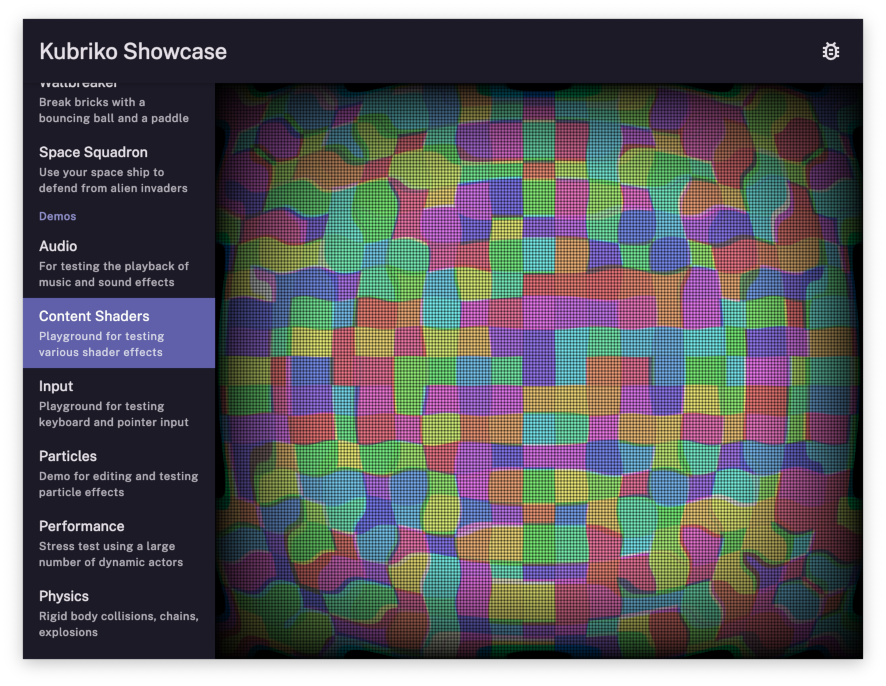 Kubriko Showcase
Wallbreaker
Break bricks with a
bouncing ball and a paddle
Space Squadron
Use your space ship to
defend from alien invaders
Demos
Audio
For testing the playback of
music and sound effects
Content Shaders
Playground for testing
various shader effects
Input
Playground for testing
keyboard and pointer input
Particles
Demo for editing and testing
particle effects
Performance
Stress test using a large
number of dynamic actors
Physics
Rigid body collisions, chains,
explosions